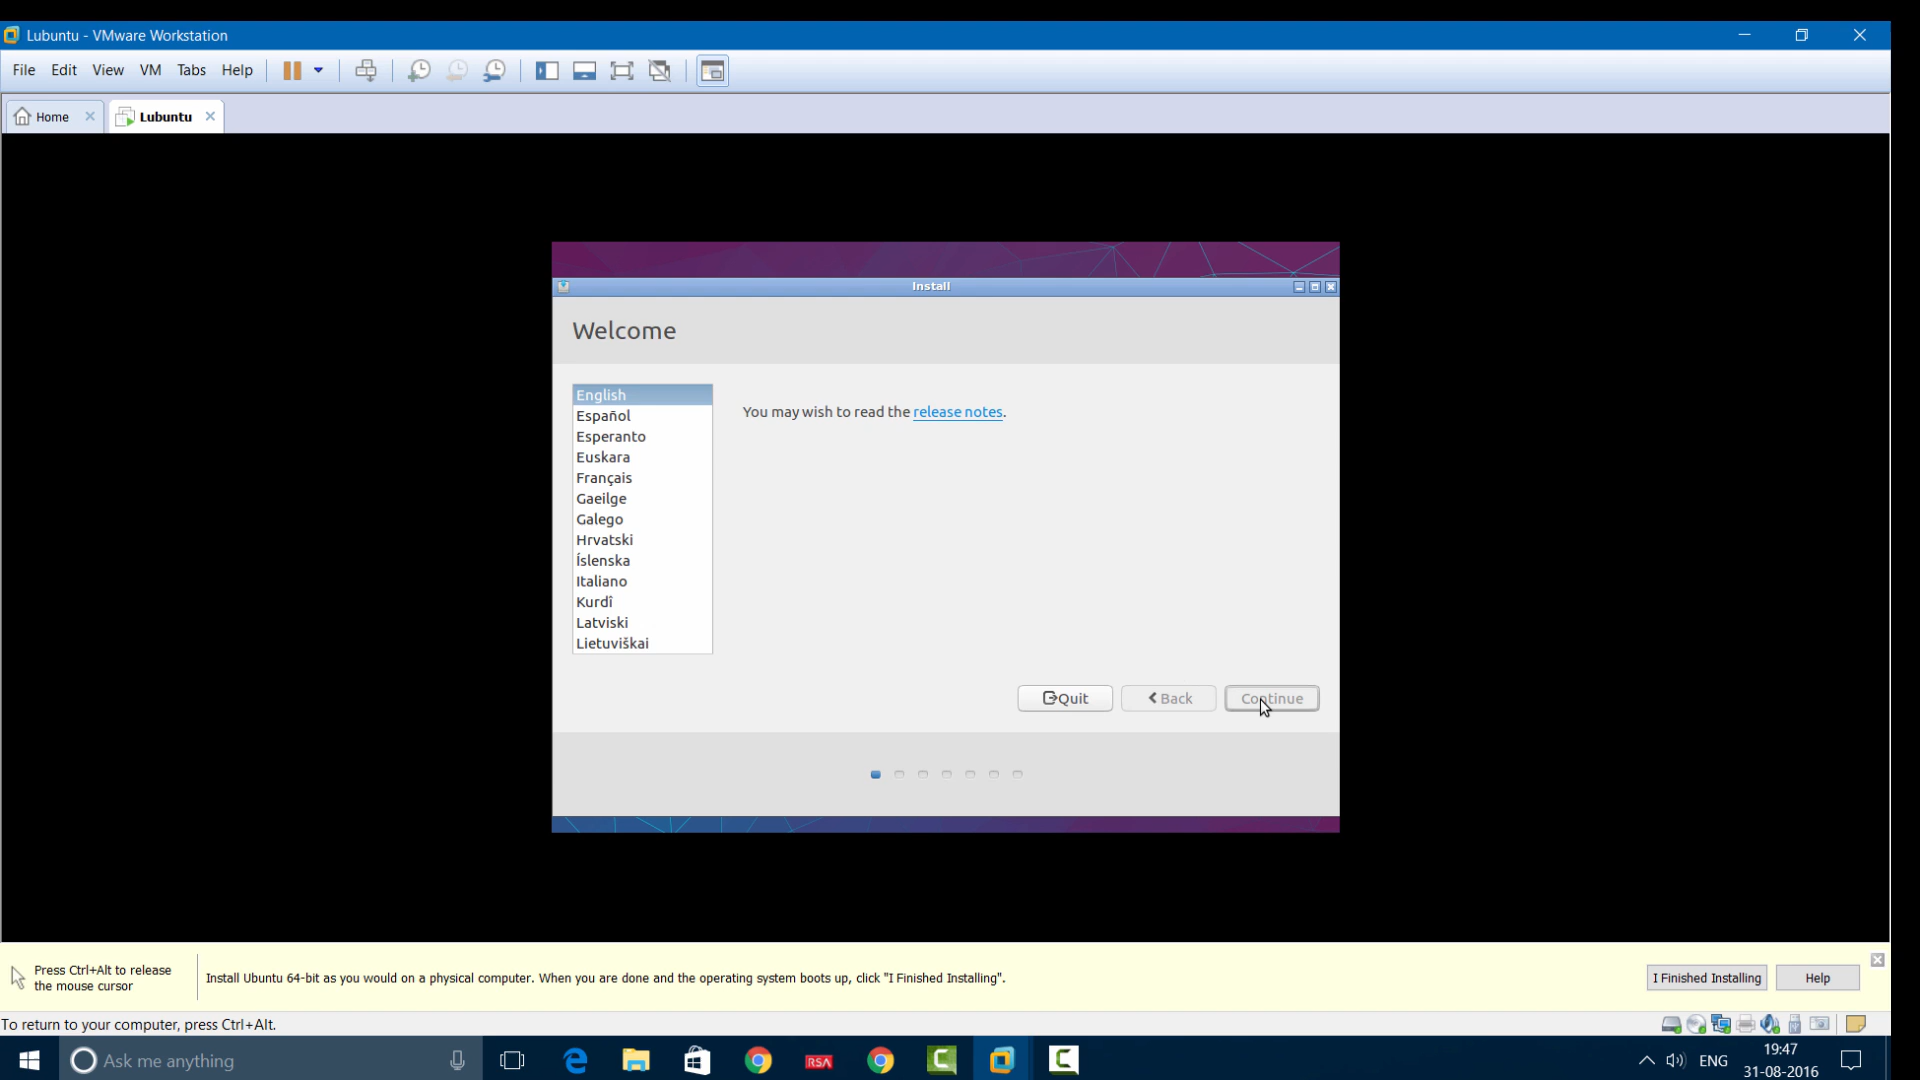 Lubuntu - VMware Workstation
File Edit View VM Tabs Help
Home Lubuntu
Install
Welcome
English
You may wish to read the release notes.
Español
Esperanto
Euskara
Français
Gaeilge
Galego
Hrvatski
Íslenska
Italiano
Kurdî
Latviski
Lietuviškai
Quit Back Continue
Press Ctrl+Alt to release
the mouse cursor
Install Ubuntu 64-bit as you would on a physical computer. When you are done and the operating system boots up, click "I Finished Installing".
I Finished Installing Help
To return to your computer, press Ctrl+Alt.
Ask me anything
RSA
ENG
19:47
31-08-2016